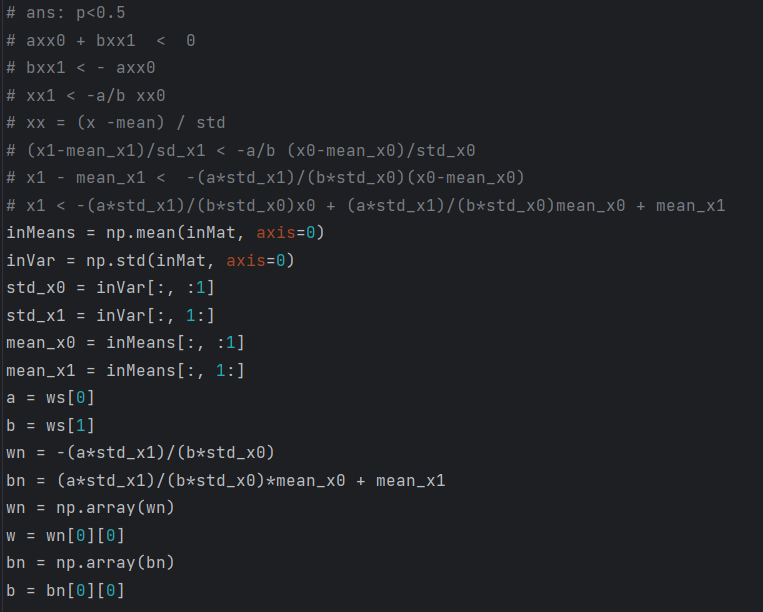 # ans: p<0.5
# axx0 + bxx1  <  0
# bxx1 < - axx0
# xx1 < -a/b xx0
# xx = (x -mean) / std
# (x1-mean_x1)/sd_x1 < -a/b (x0-mean_x0)/std_x0
# x1 - mean_x1 <  -(a*std_x1)/(b*std_x0)(x0-mean_x0)
# x1 < -(a*std_x1)/(b*std_x0)x0 + (a*std_x1)/(b*std_x0)mean_x0 + mean_x1
inMeans = np.mean(inMat, axis=0)
inVar = np.std(inMat, axis=0)
std_x0 = inVar[:, :1]
std_x1 = inVar[:, 1:]
mean_x0 = inMeans[:, :1]
mean_x1 = inMeans[:, 1:]
a = ws[0]
b = ws[1]
wn = -(a*std_x1)/(b*std_x0)
bn = (a*std_x1)/(b*std_x0)*mean_x0 + mean_x1
wn = np.array(wn)
w = wn[0][0]
bn = np.array(bn)
b = bn[0][0]